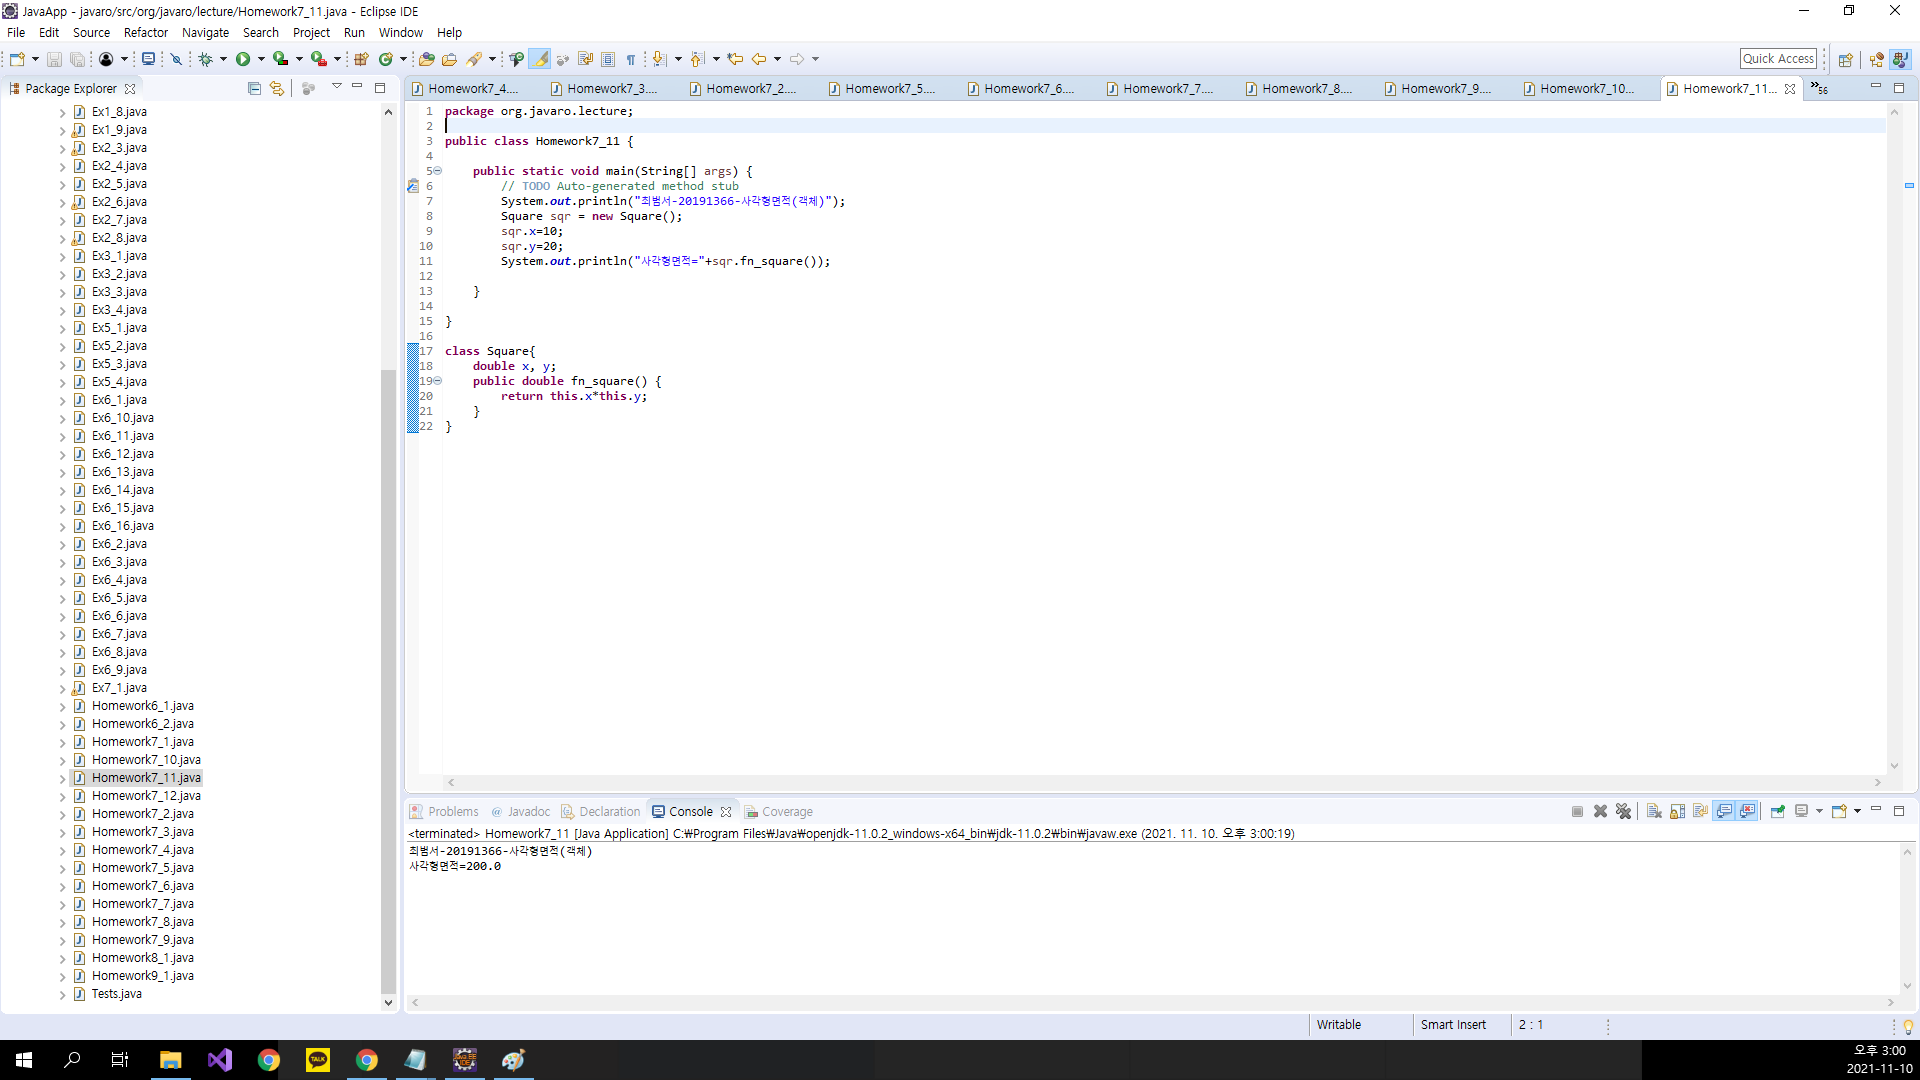 JavaApp - javaro/src/org/javaro/lecture/Homework7_11.java - Eclipse IDE
File Edit Source Refactor Navigate Search Project Run Window Help
Quick Access
Package Explorer
Ex1_8.java
Ex1_9.java
Ex2_3.java
Ex2_4.java
Ex2_5.java
Ex2_6.java
Ex2_7.java
Ex2_8.java
Ex3_1.java
Ex3_2.java
Ex3_3.java
Ex3_4.java
Ex5_1.java
Ex5_2.java
Ex5_3.java
Ex5_4.java
Ex6_1.java
Ex6_10.java
Ex6_11.java
Ex6_12.java
Ex6_13.java
Ex6_14.java
Ex6_15.java
Ex6_16.java
Ex6_2.java
Ex6_3.java
Ex6_4.java
Ex6_5.java
Ex6_6.java
Ex6_7.java
Ex6_8.java
Ex6_9.java
Ex7_1.java
Homework6_1.java
Homework6_2.java
Homework7_1.java
Homework7_10.java
Homework7_11.java
Homework7_12.java
Homework7_2.java
Homework7_3.java
Homework7_4.java
Homework7_5.java
Homework7_6.java
Homework7_7.java
Homework7_8.java
Homework7_9.java
Homework8_1.java
Homework9_1.java
Tests.java
Homework7_4.... Homework7_3.... Homework7_2.... Homework7_5.... Homework7_6.... Homework7_7.... Homework7_8.... Homework7_9.... Homework7_10... Homework7_11... »56
1 package org.javaro.lecture;
2
3 public class Homework7_11 {
4
5 public static void main(String[] args) {
6 // TODO Auto-generated method stub
7 System.out.println("최범서-20191366-사각형면적(객체)");
8 Square sqr = new Square();
9 sqr.x=10;
10 sqr.y=20;
11 System.out.println("사각형면적="+sqr.fn_square());
12
13 }
14
15 }
16
17 class Square{
18 double x, y;
19 public double fn_square() {
20 return this.x*this.y;
21 }
22 }
Problems @ Javadoc Declaration Console Coverage
<terminated> Homework7_11 [Java Application] C:₩Program Files₩Java₩openjdk-11.0.2_windows-x64_bin₩jdk-11.0.2₩bin₩javaw.exe (2021. 11. 10. 오후 3:00:19)
최범서-20191366-사각형면적(객체)
사각형면적=200.0
Writable Smart Insert 2 : 1
TALK
Java EE IDE
오후 3:00
2021-11-10